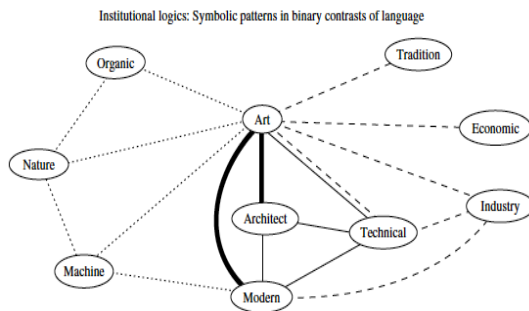 Institutional logics: Symbolic patterns in binary contrasts of language
Organic
Tradition
Art
Economic
Nature
Industry
Architect
Technical
Machine
Modern